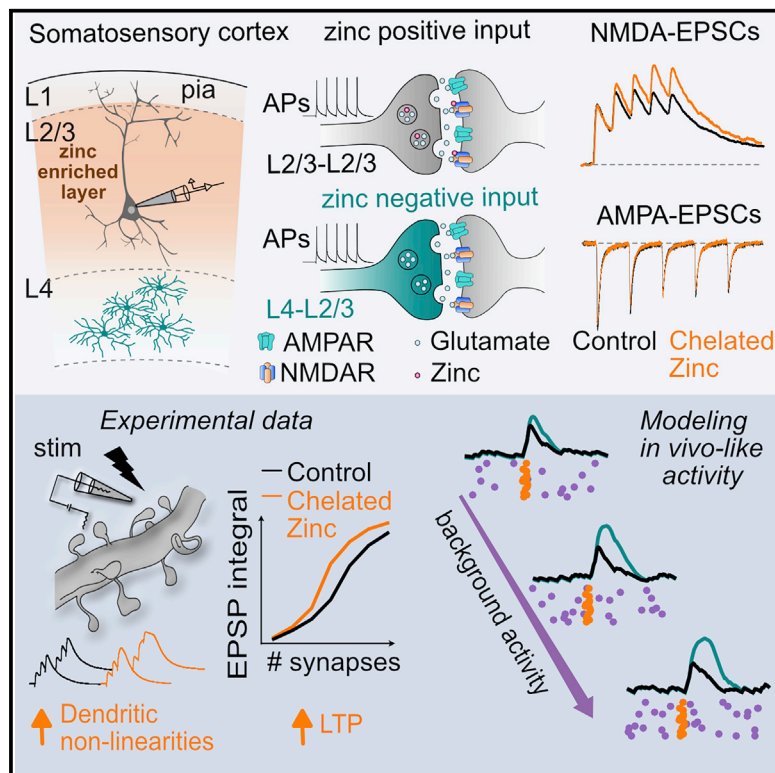 Somatosensory cortex
L1
pia
L2/3
zinc
enriched
layer
L4
zinc positive input
APs
L2/3-L2/3
zinc negative input
APs
L4-L2/3
AMPAR
Glutamate
NMDAR
Zinc
NMDA-EPSCs
AMPA-EPSCs
Control
Chelated
Zinc
Experimental data
stim
Control
Chelated
Zinc
EPSP integral
# synapses
Dendritic
non-linearities
LTP
Modeling
in vivo-like
activity
background activity